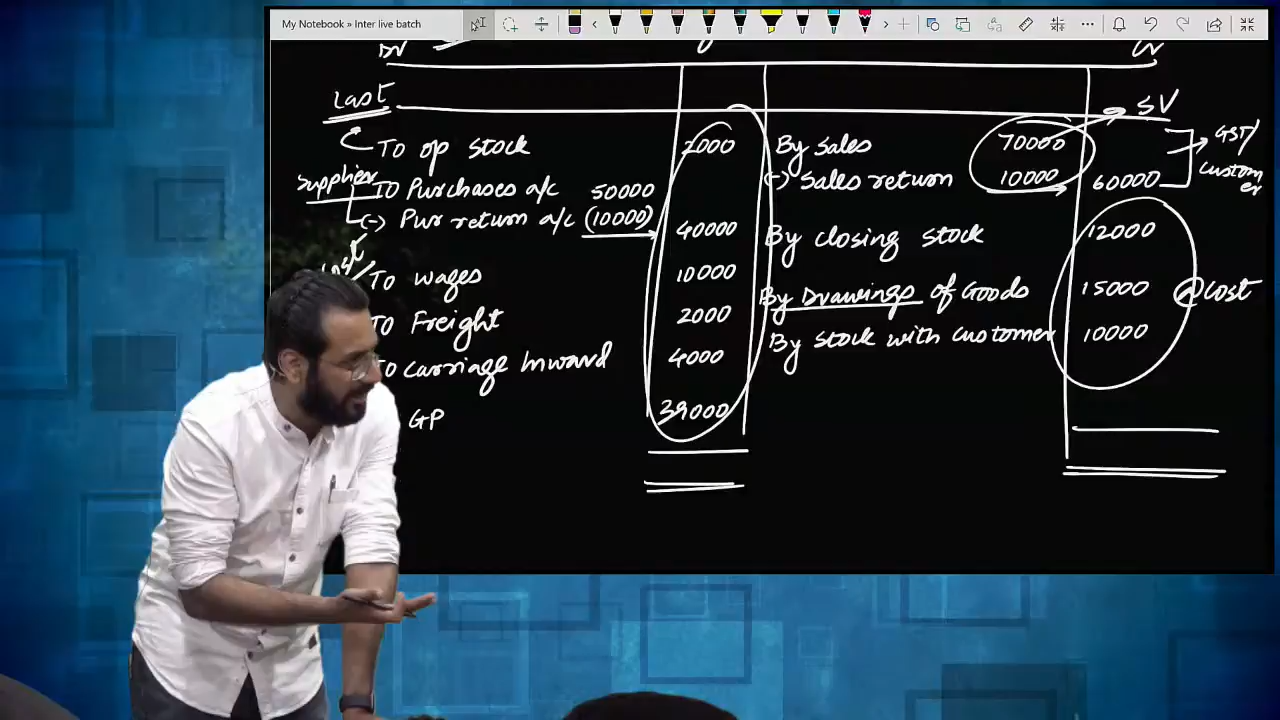 My Notebook » Inter live batch
Dr Cr
Last SV
To op stock 2000 By Sales 70000 GST/
Supplier To Purchases a/c 50000 (-) Sales return 10000 60000 Customer
(-) Pur return a/c (10000) 40000 By closing stock 12000
To wages 10000 By Drawings of Goods 15000 @ Cost
To Freight 2000 By Stock with Customer 10000
To carriage Inward 4000
GP 39000